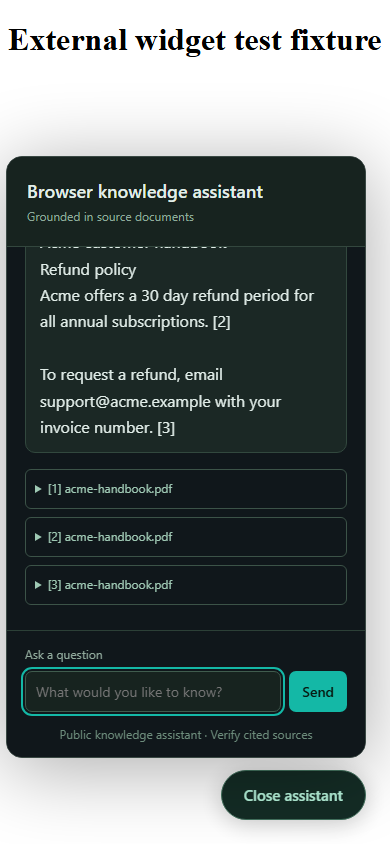 External widget test fixture
Browser knowledge assistant
Grounded in source documents
Acme customer handbook
Refund policy
Acme offers a 30 day refund period for
all annual subscriptions. [2]
To request a refund, email
support@acme.example with your
invoice number. [3]
[1] acme-handbook.pdf
[2] acme-handbook.pdf
[3] acme-handbook.pdf
Ask a question
What would you like to know?
Send
Public knowledge assistant · Verify cited sources
Close assistant